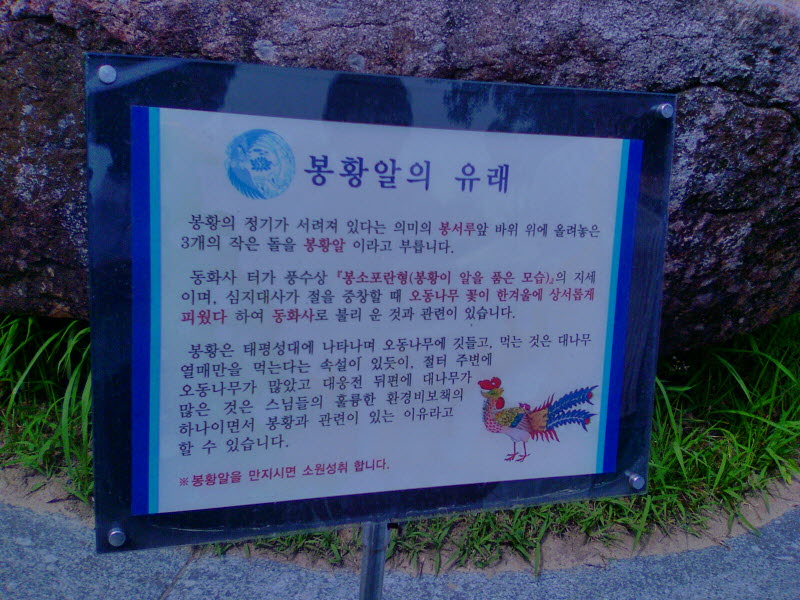 봉황알의 유래
봉황의 정기가 서려져 있다는 의미의 봉서루앞 바위 위에 올려놓은
3개의 작은 돌을 봉황알 이라고 부릅니다.
동화사 터가 풍수상 『봉소포란형(봉황이 알을 품은 모습)』의 지세
이며, 심지대사가 절을 중창할 때 오동나무 꽃이 한겨울에 상서롭게
피웠다 하여 동화사로 불리 운 것과 관련이 있습니다.
봉황은 태평성대에 나타나며 오동나무에 깃들고, 먹는 것은 대나무
열매만을 먹는다는 속설이 있듯이, 절터 주변에
오동나무가 많았고 대웅전 뒤편에 대나무가
많은 것은 스님들의 훌륭한 환경비보책의
하나이면서 봉황과 관련이 있는 이유라고
할 수 있습니다.
※봉황알을 만지시면 소원성취 합니다.